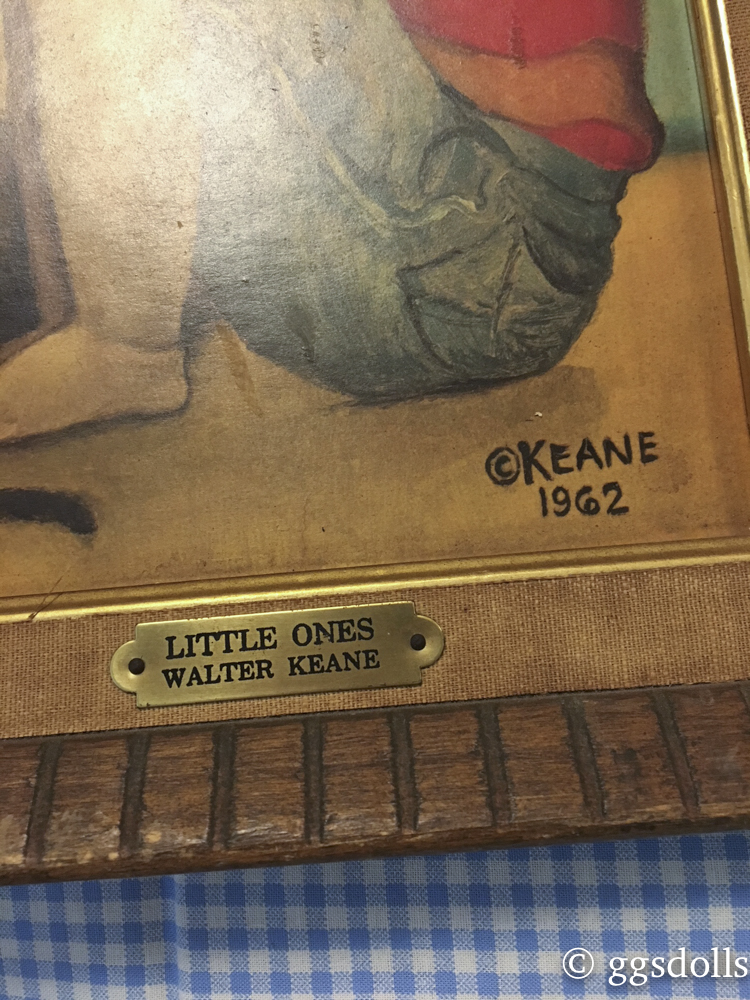 ©KEANE
1962
LITTLE ONES
WALTER KEANE
© ggsdolls